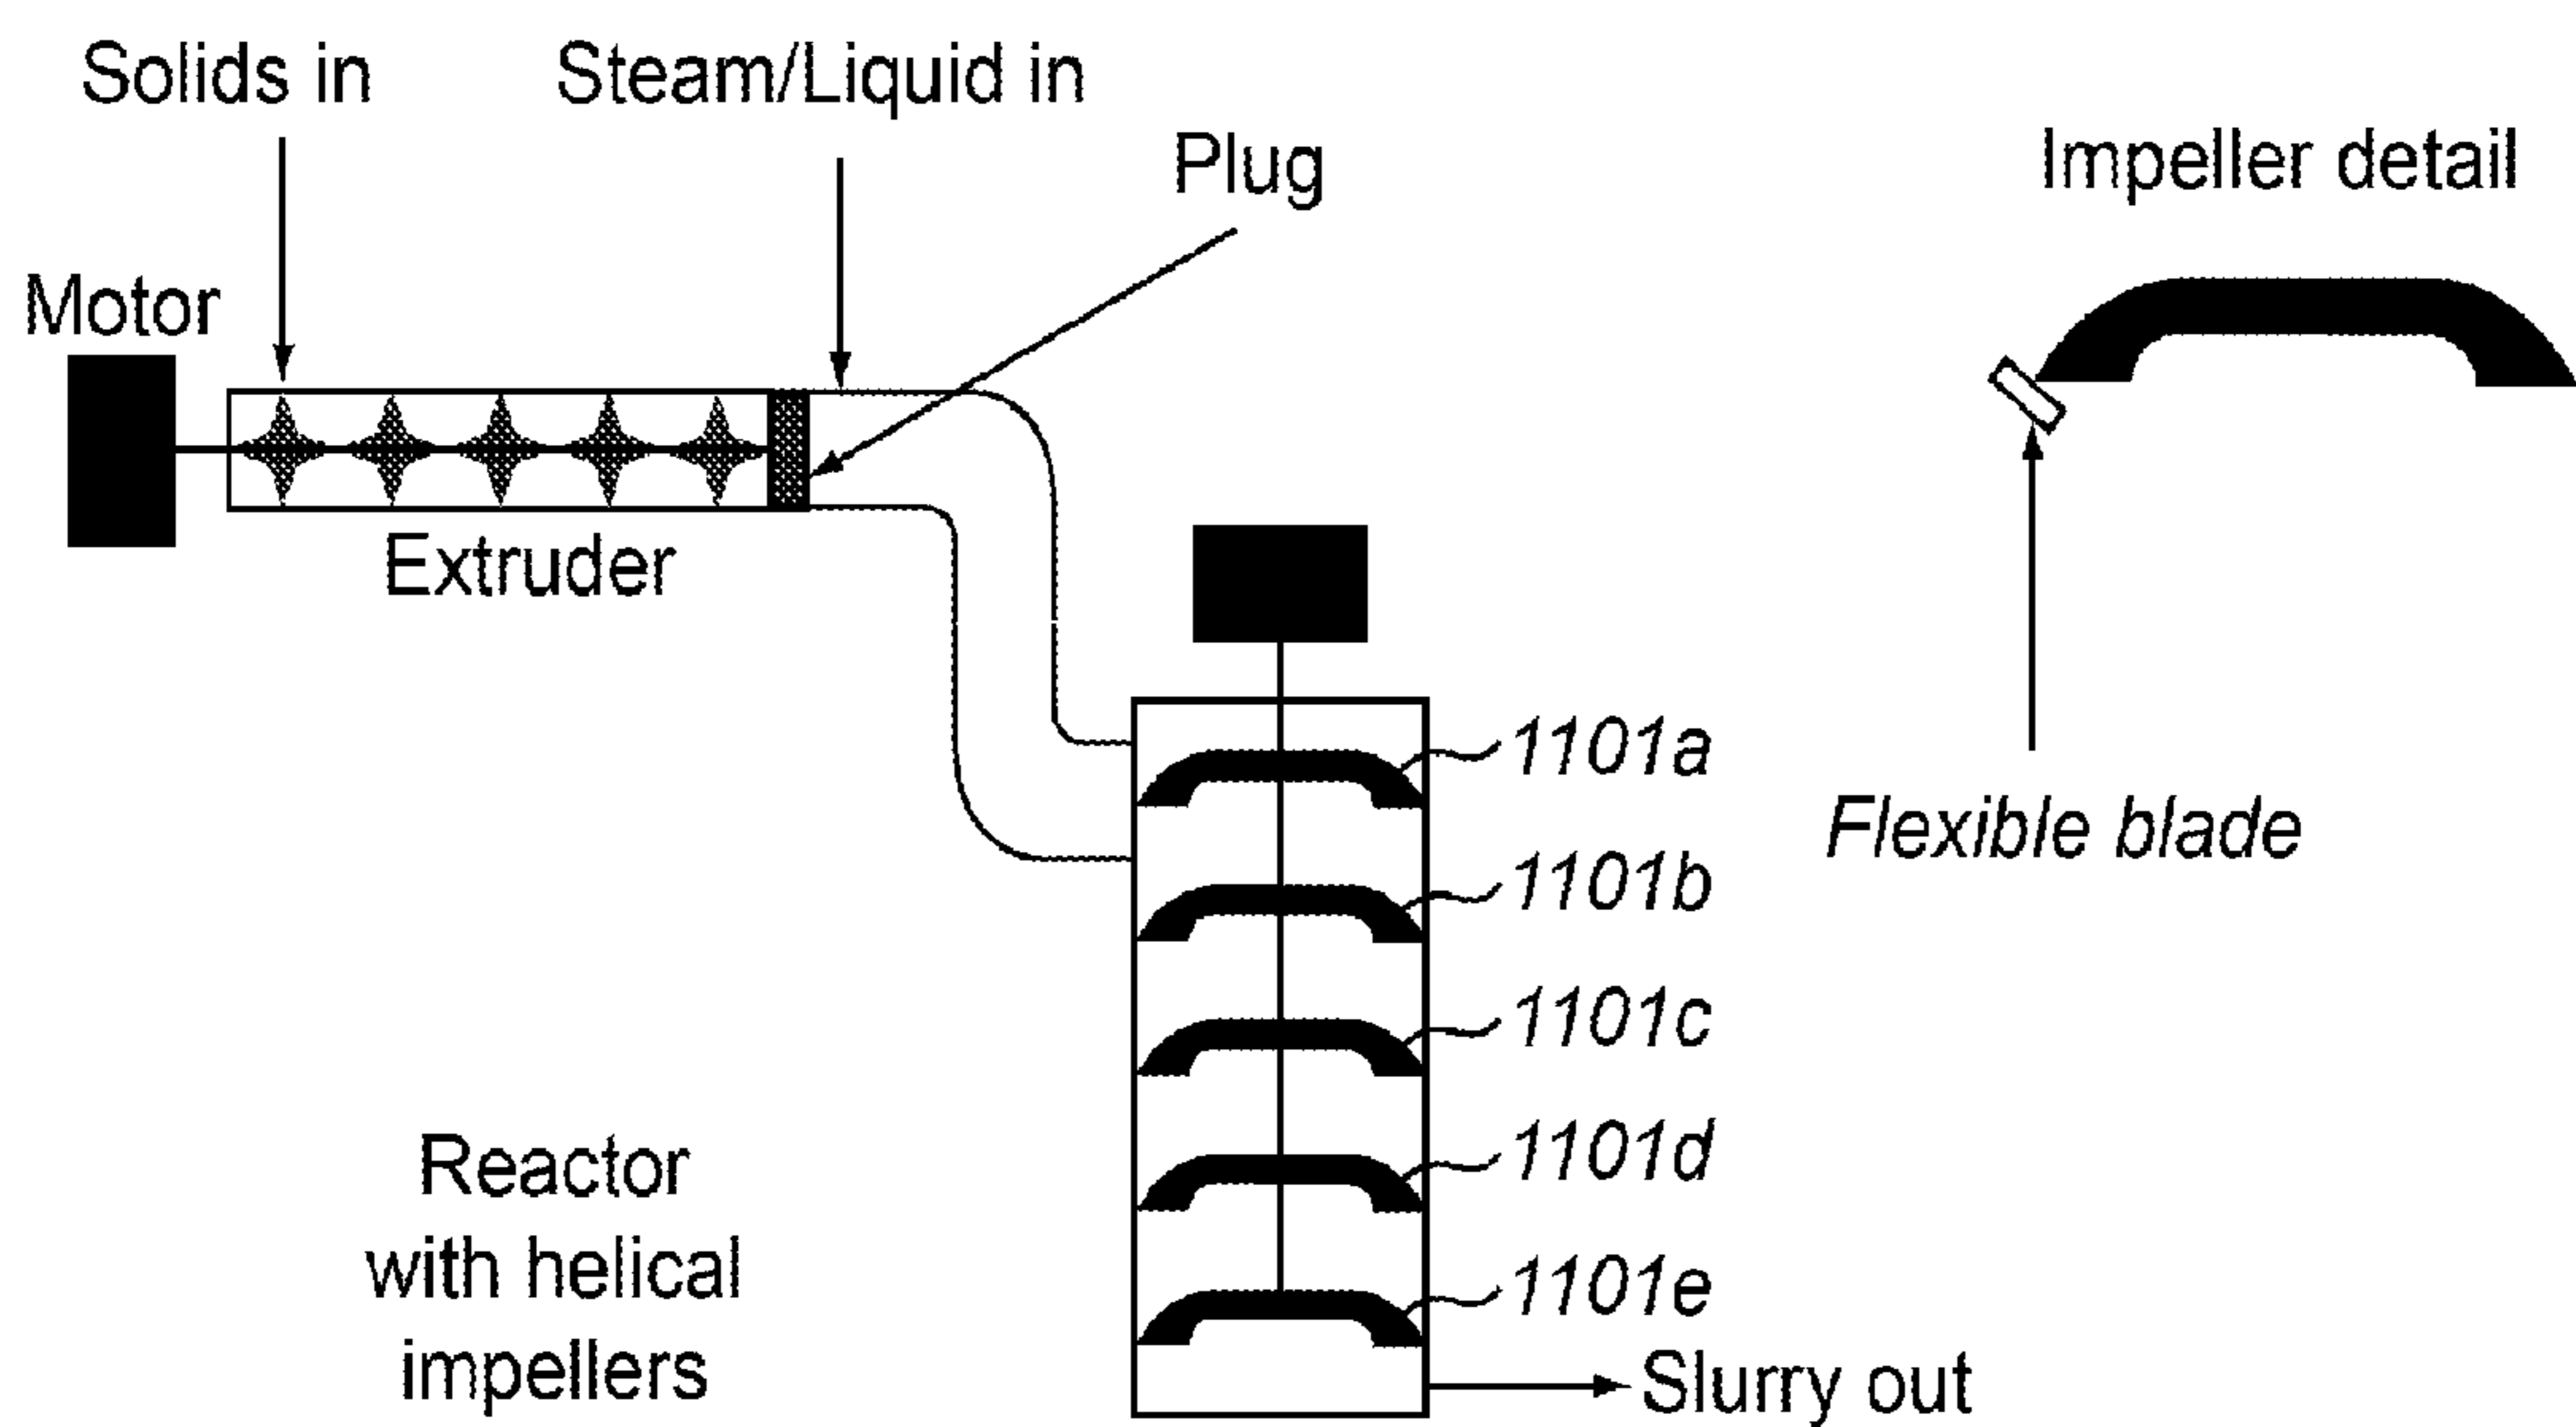 Solids in
Steam/Liquid in
Plug
Impeller detail
Motor
Extruder
1101a
Flexible blade
1101b
1101c
1101d
Reactor
with helical
impellers
1101e
Slurry out